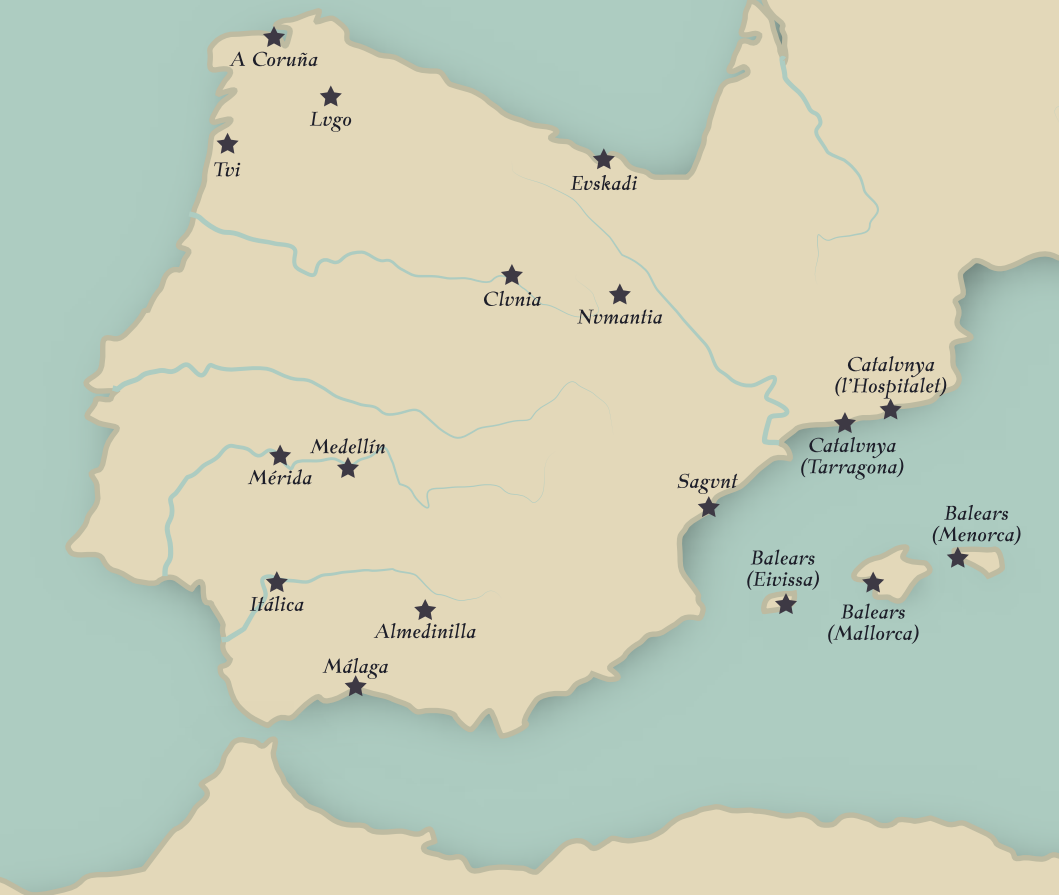 A Coruña
Lvgo
Tvi
Evskadi
Clvnia
Nvmantia
Catalvnya
(l'Hospitalet)
Catalvnya
(Tarragona)
Medellín
Mérida
Sagvnt
Balears
(Menorca)
Balears
(Eivissa)
Balears
(Mallorca)
Itálica
Almedinilla
Málaga